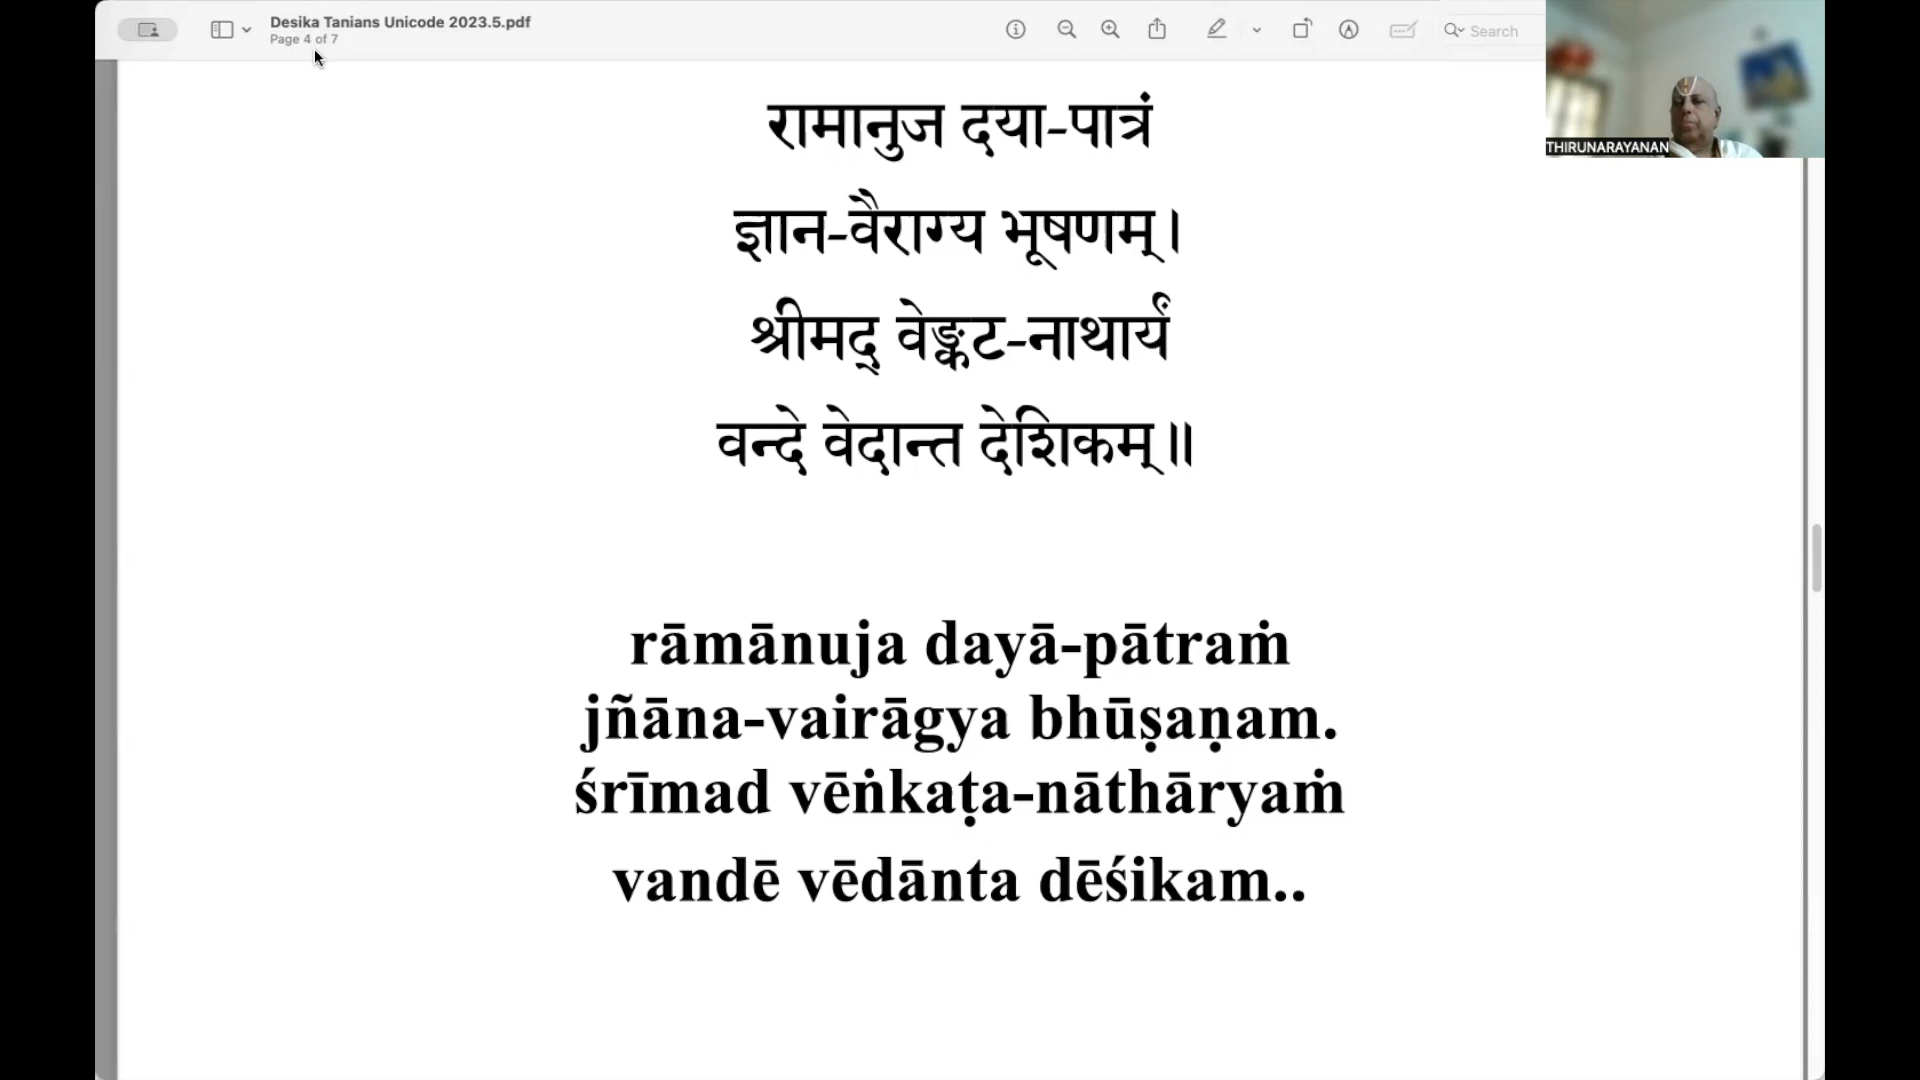 Desika Tanians Unicode 2023.5.pdf
Page 4 of 7
Search
THIRUNARAYANAN
रामानुज दया-पात्रं
ज्ञान-वैराग्य भूषणम्।
श्रीमद् वेङ्कट-नाथार्यं
वन्दे वेदान्त देशिकम्॥
rāmānuja dayā-pātraṁ
jñāna-vairāgya bhūṣaṇam.
śrīmad vēṅkaṭa-nāthāryaṁ
vandē vēdānta dēśikam..